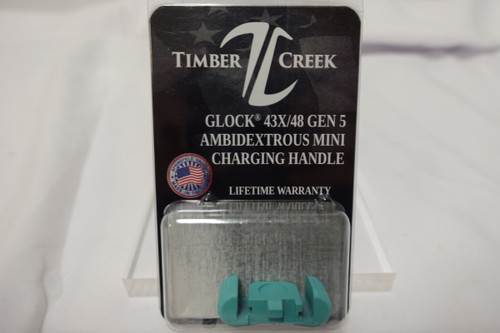 TIMBER CREEK
GLOCK® 43X/48 GEN 5
AMBIDEXTROUS MINI
CHARGING HANDLE
LIFETIME WARRANTY